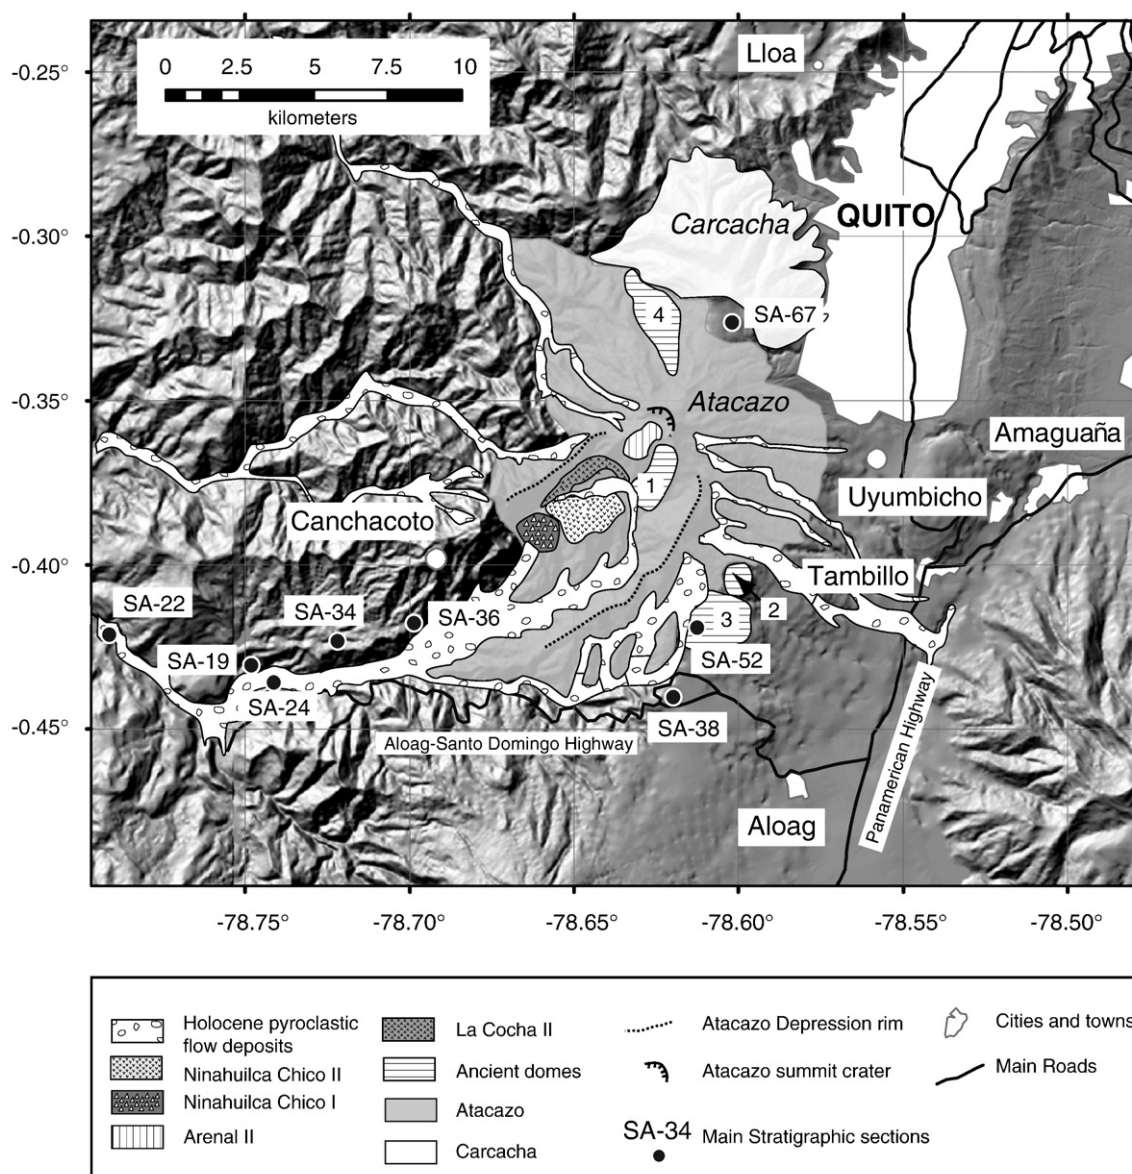 Lloa
-0.25°
0 2.5 5 7.5 10
kilometers
Carcacha
QUITO
-0.30°
4
SA-67
?
-0.35°
Atacazo
Amaguaña
1
Uyumbicho
Canchacoto
-0.40°
Tambillo
SA-22
SA-34
SA-36
2
3
SA-19
SA-52
SA-24
SA-38
-0.45°
Aloag-Santo Domingo Highway
Panamerican Highway
Aloag
-78.75° -78.70° -78.65° -78.60° -78.55° -78.50°
Holocene pyroclastic
flow deposits
Ninahuilca Chico II
Ninahuilca Chico I
Arenal II
La Cocha II
Ancient domes
Atacazo
Carcacha
Atacazo Depression rim
Atacazo summit crater
SA-34 Main Stratigraphic sections
Cities and towns
Main Roads